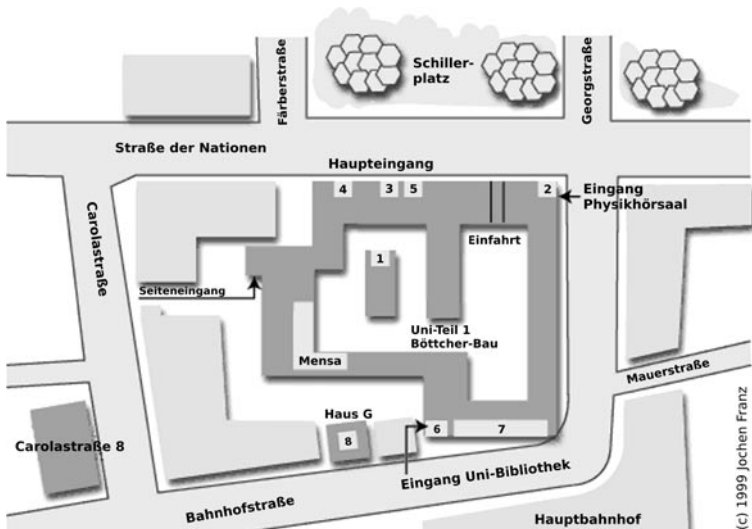 Schiller-
platz
Färberstraße
Georgstraße
Straße der Nationen
Haupteingang
4
3
5
2
Eingang
Physikhörsaal
Carolastraße
Einfahrt
1
Seiteneingang
Uni-Teil 1
Böttcher-Bau
Mensa
Mauerstraße
Haus G
Carolastraße 8
8
6
7
Eingang Uni-Bibliothek
Bahnhofstraße
Hauptbahnhof
(c) 1999 Jochen Franz